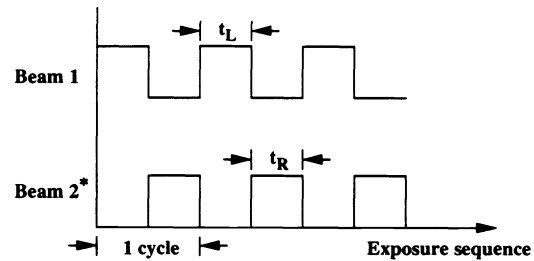 t_L
Beam 1
t_R
Beam 2*
1 cycle
Exposure sequence